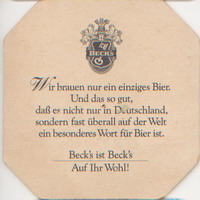 BECK'S
Wir brauen nur ein einziges Bier.
Und das so gut,
daß es nicht nur in Deutschland,
sondern fast überall auf der Welt
ein besonderes Wort für Bier ist.
Beck's ist Beck's
Auf Ihr Wohl!